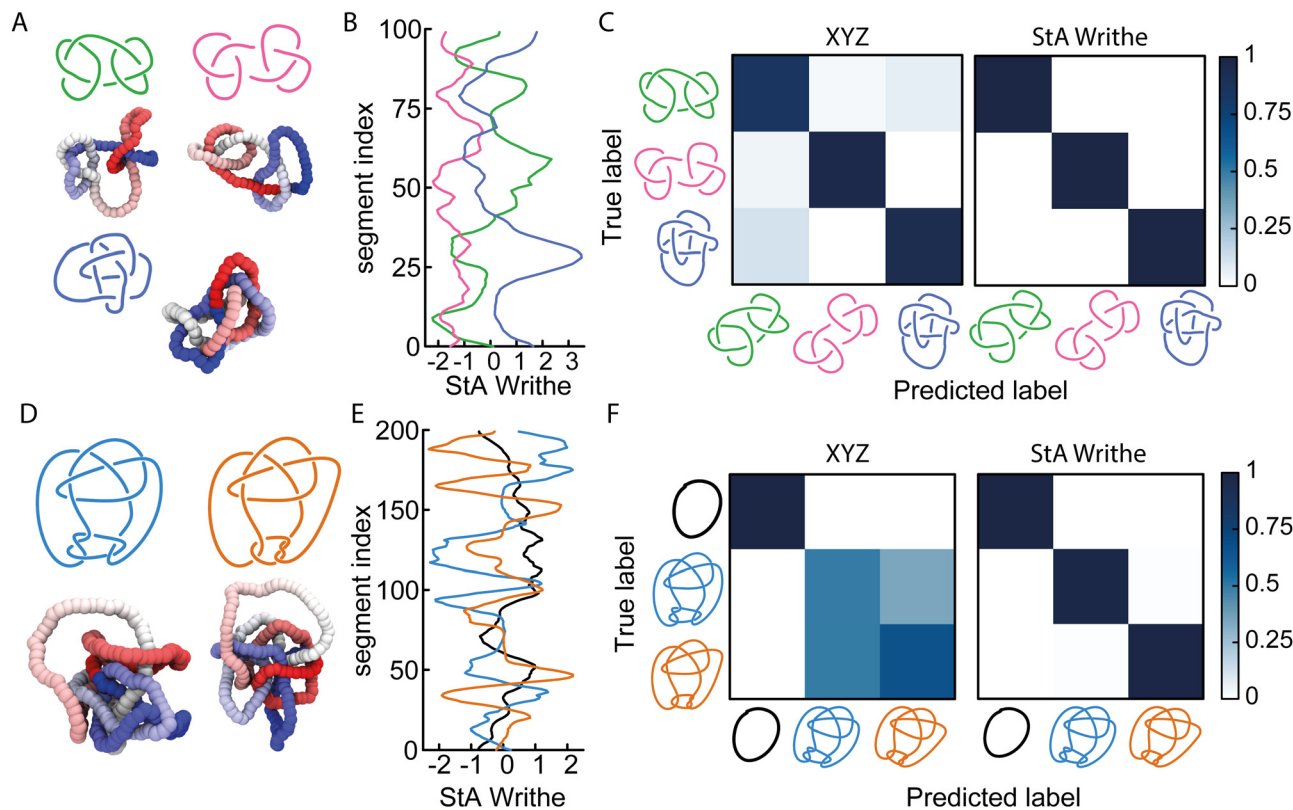 A
B
100
75
50
25
0
segment index
-2 -1 0 1 2 3
StA Writhe
C
XYZ
StA Writhe
True label
Predicted label
1
0.75
0.5
0.25
0
D
E
200
150
100
50
0
segment index
-2 -1 0 1 2
StA Writhe
F
XYZ
StA Writhe
True label
Predicted label
1
0.75
0.5
0.25
0